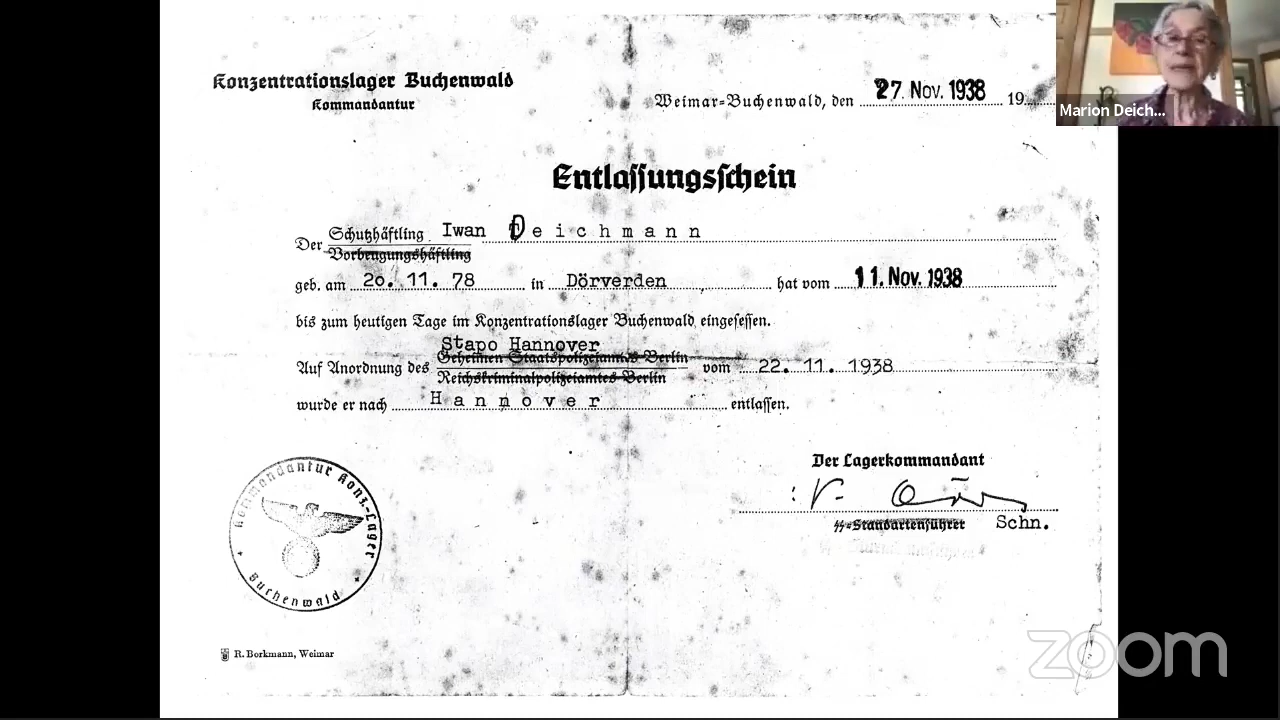 Konzentrationslager Buchenwald
Kommandantur
Weimar=Buchenwald, den 27. Nov. 1938 19
Marion Deich...
Entlassungsschein
Der Schutzhäftling Iwan Deichmann
Vorbeugungshäftling
geb. am 20. 11. 78 in Dörverden hat vom 11. Nov. 1938
bis zum heutigen Tage im Konzentrationslager Buchenwald eingesessen.
Stapo Hannover
Auf Anordnung des Geheimen Staatspolizeiamtes Berlin vom 22. 11. 1938
Reichskriminalpolizeiamtes Berlin
wurde er nach Hannover entlassen.
Der Lagerkommandant
SS=Standartenführer Schn.
Kommandantur Konz.-Lager
Buchenwald
R. Borkmann, Weimar
zoom